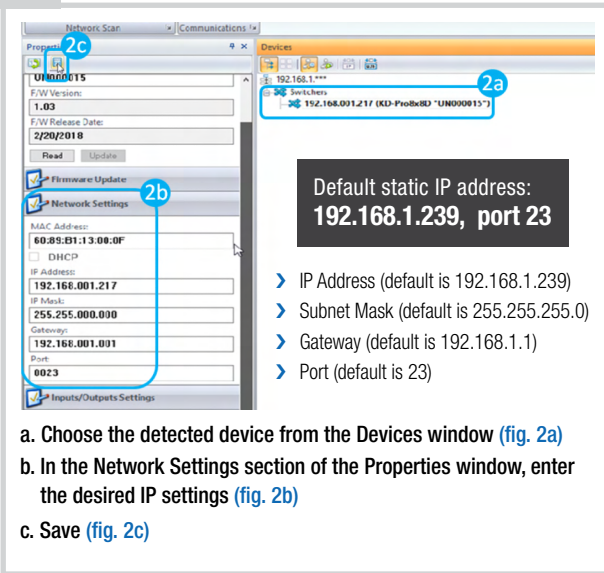 Network Scan
Communications
Properti
2c
UN000015
F/W Version:
1.03
F/W Release Date:
2/20/2018
Read Update
Firmware Update
2b
Network Settings
MAC Address:
60:89:B1:13:00:0F
DHCP
IP Address:
192.168.001.217
IP Mask:
255.255.000.000
Gateway:
192.168.001.001
Port:
0023
Inputs/Outputs Settings
Devices
192.168.1.***
2a
Switchers
192.168.001.217 (KD-Pro8x8D "UN000015")
Default static IP address:
192.168.1.239, port 23
› IP Address (default is 192.168.1.239)
› Subnet Mask (default is 255.255.255.0)
› Gateway (default is 192.168.1.1)
› Port (default is 23)
a. Choose the detected device from the Devices window (fig. 2a)
b. In the Network Settings section of the Properties window, enter
the desired IP settings (fig. 2b)
c. Save (fig. 2c)